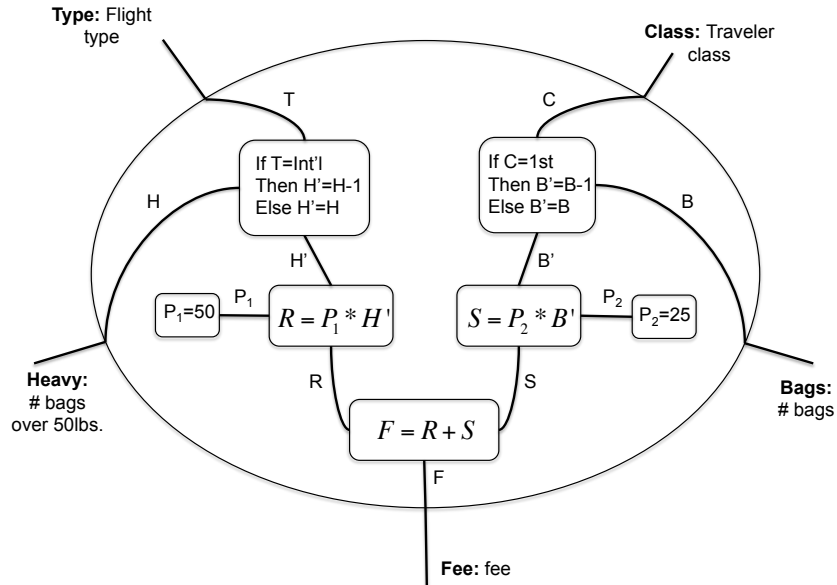 Type: Flight
type
Class: Traveler
class
T
C
If T=Int'l
Then H'=H-1
Else H'=H
If C=1st
Then B'=B-1
Else B'=B
H
B
H'
B'
P₁=50
P₁
R = P₁ * H'
S = P₂ * B'
P₂
P₂=25
Heavy:
# bags
over 50lbs.
R
S
Bags:
# bags
F = R + S
F
Fee: fee